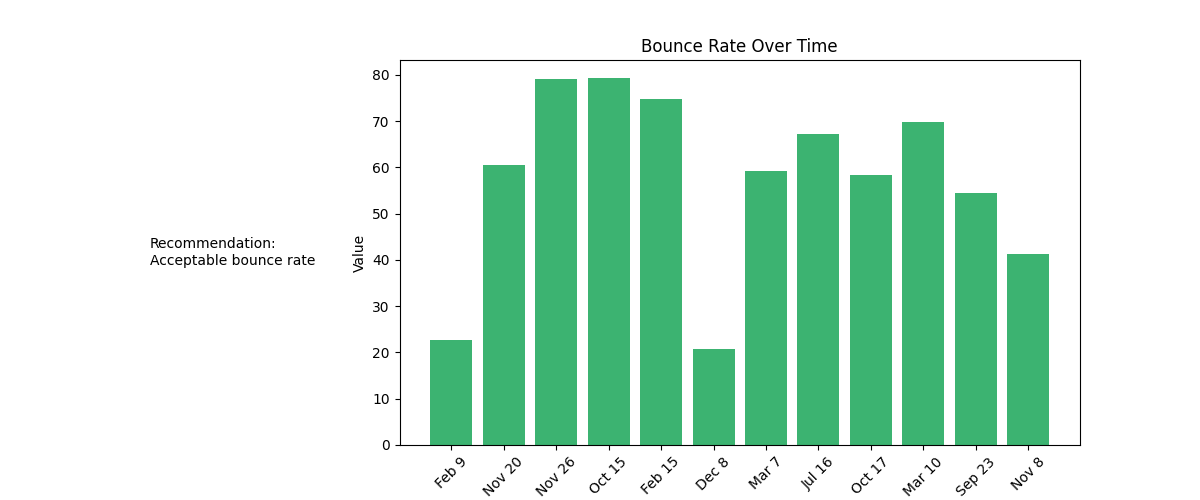 Bounce Rate Over Time
Recommendation:
Acceptable bounce rate
Value
80
70
60
50
40
30
20
10
0
Feb 9
Nov 20
Nov 26
Oct 15
Feb 15
Dec 8
Mar 7
Jul 16
Oct 17
Mar 10
Sep 23
Nov 8